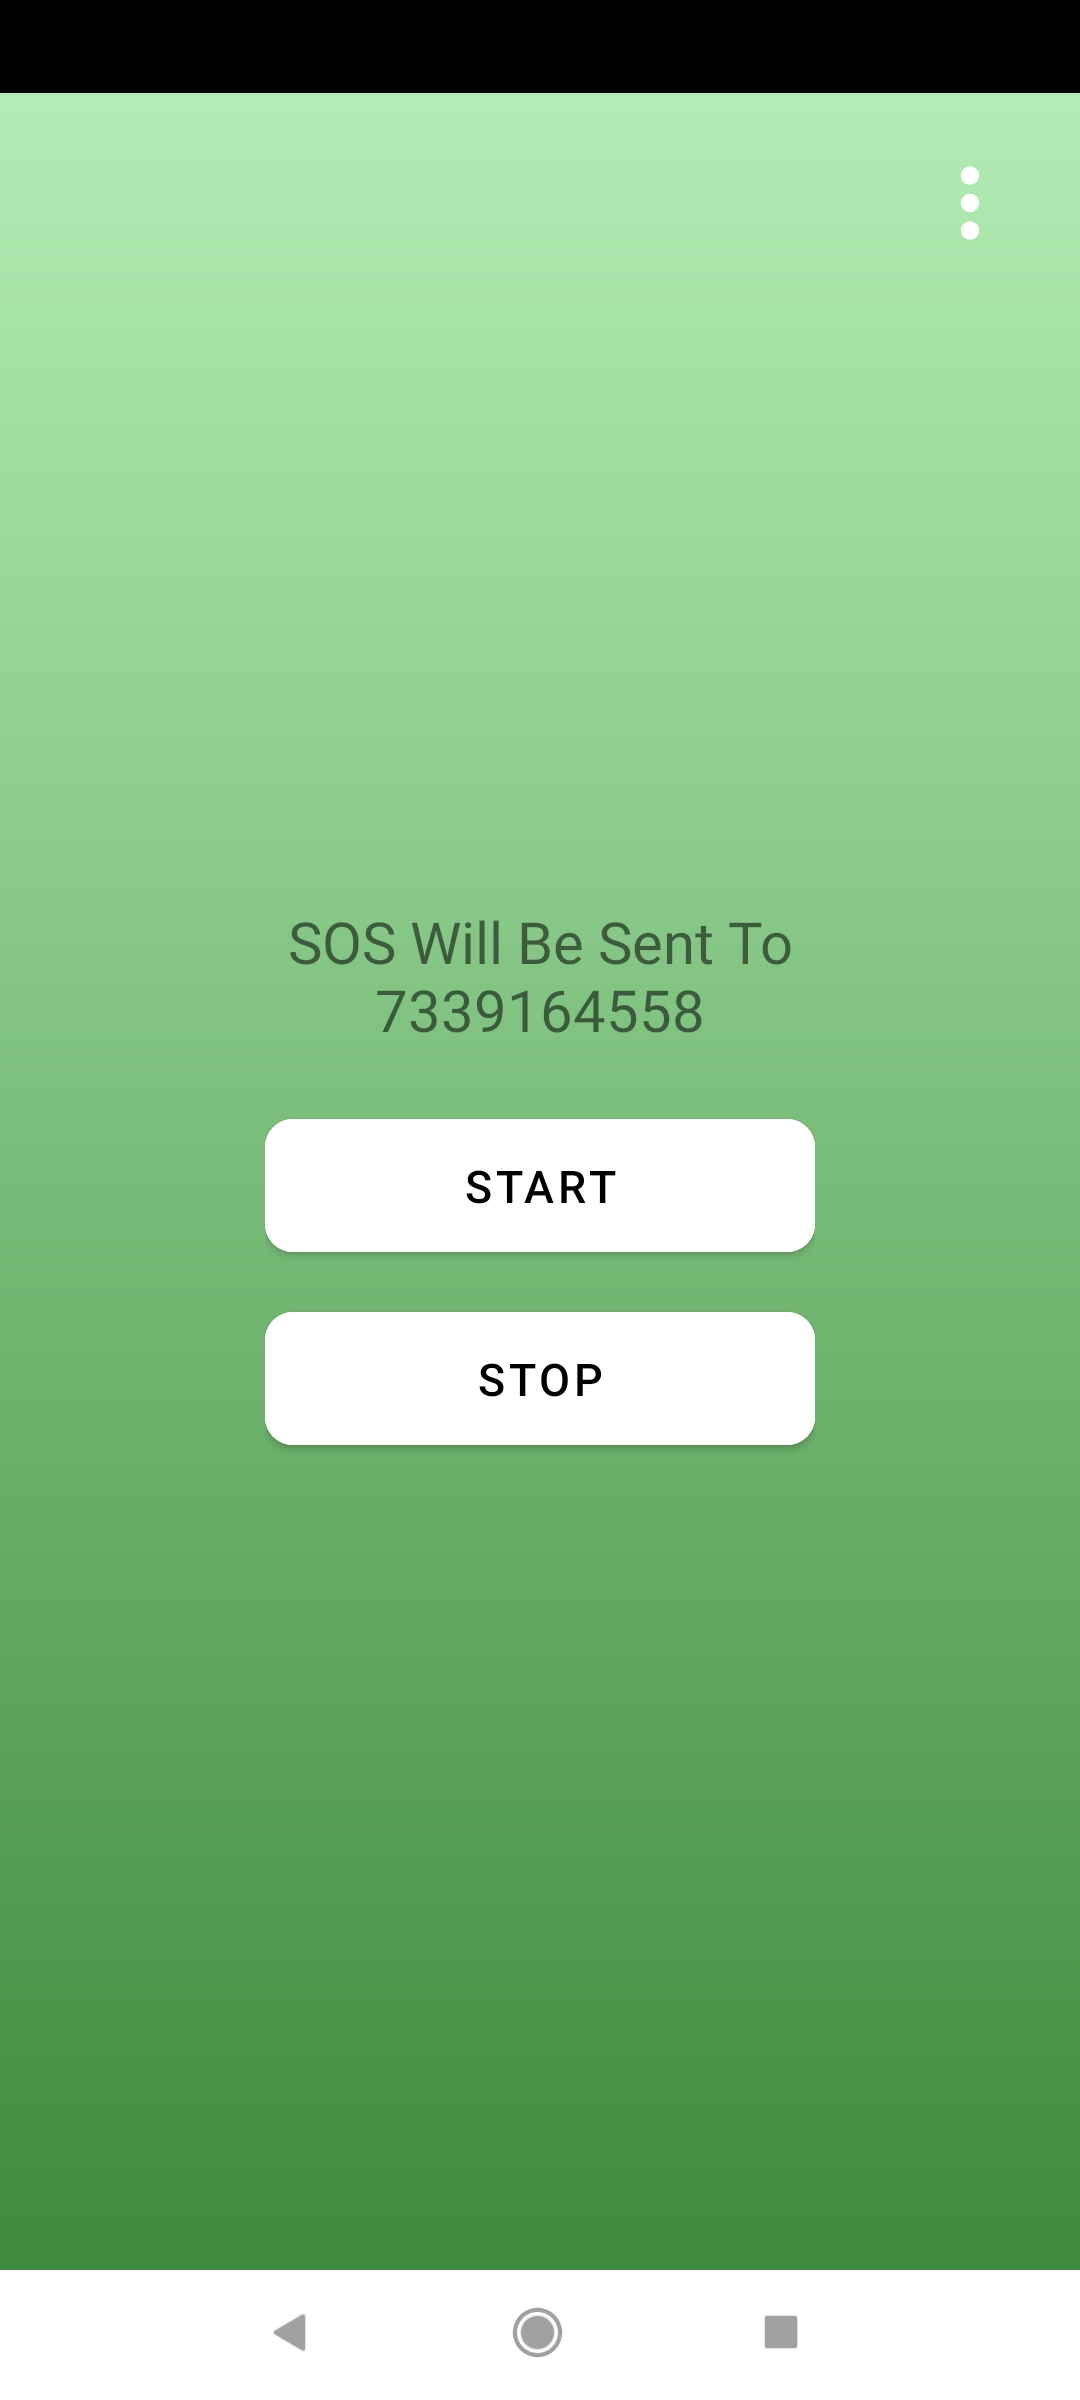 SOS Will Be Sent To
7339164558
START
STOP